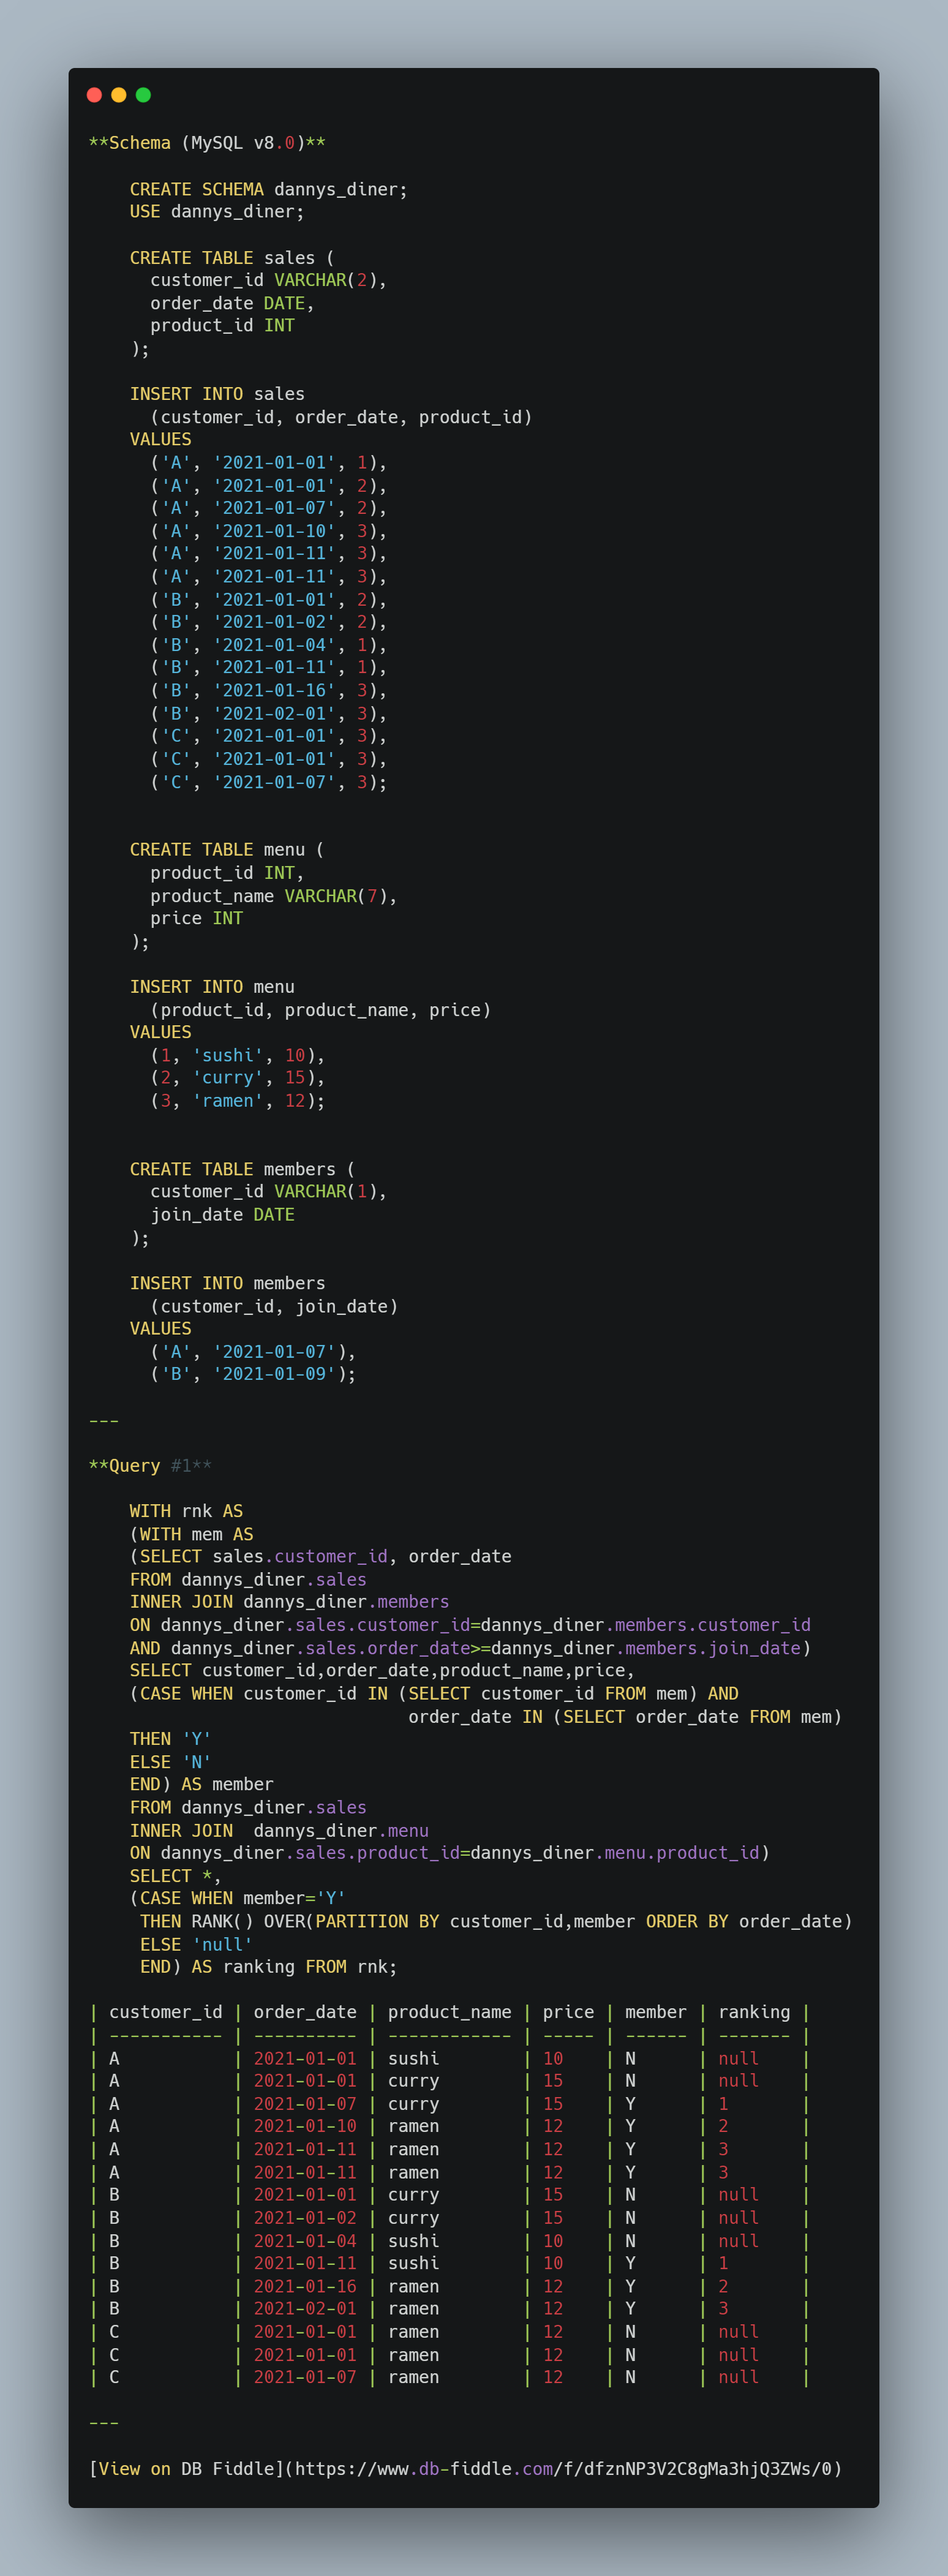 **Schema (MySQL v8.0)**
CREATE SCHEMA dannys_diner;
USE dannys_diner;
CREATE TABLE sales (
customer_id VARCHAR(2),
order_date DATE,
product_id INT
);
INSERT INTO sales
(customer_id, order_date, product_id)
VALUES
('A', '2021-01-01', 1),
('A', '2021-01-01', 2),
('A', '2021-01-07', 2),
('A', '2021-01-10', 3),
('A', '2021-01-11', 3),
('A', '2021-01-11', 3),
('B', '2021-01-01', 2),
('B', '2021-01-02', 2),
('B', '2021-01-04', 1),
('B', '2021-01-11', 1),
('B', '2021-01-16', 3),
('B', '2021-02-01', 3),
('C', '2021-01-01', 3),
('C', '2021-01-01', 3),
('C', '2021-01-07', 3);
CREATE TABLE menu (
product_id INT,
product_name VARCHAR(7),
price INT
);
INSERT INTO menu
(product_id, product_name, price)
VALUES
(1, 'sushi', 10),
(2, 'curry', 15),
(3, 'ramen', 12);
CREATE TABLE members (
customer_id VARCHAR(1),
join_date DATE
);
INSERT INTO members
(customer_id, join_date)
VALUES
('A', '2021-01-07'),
('B', '2021-01-09');
---
**Query #1**
WITH rnk AS
(WITH mem AS
(SELECT sales.customer_id, order_date
FROM dannys_diner.sales
INNER JOIN dannys_diner.members
ON dannys_diner.sales.customer_id=dannys_diner.members.customer_id
AND dannys_diner.sales.order_date>=dannys_diner.members.join_date)
SELECT customer_id,order_date,product_name,price,
(CASE WHEN customer_id IN (SELECT customer_id FROM mem) AND
order_date IN (SELECT order_date FROM mem)
THEN 'Y'
ELSE 'N'
END) AS member
FROM dannys_diner.sales
INNER JOIN  dannys_diner.menu
ON dannys_diner.sales.product_id=dannys_diner.menu.product_id)
SELECT *,
(CASE WHEN member='Y'
THEN RANK() OVER(PARTITION BY customer_id,member ORDER BY order_date)
ELSE 'null'
END) AS ranking FROM rnk;
| customer_id | order_date | product_name | price | member | ranking |
| ----------- | ---------- | ------------ | ----- | ------ | ------- |
| A           | 2021-01-01 | sushi        | 10    | N      | null    |
| A           | 2021-01-01 | curry        | 15    | N      | null    |
| A           | 2021-01-07 | curry        | 15    | Y      | 1       |
| A           | 2021-01-10 | ramen        | 12    | Y      | 2       |
| A           | 2021-01-11 | ramen        | 12    | Y      | 3       |
| A           | 2021-01-11 | ramen        | 12    | Y      | 3       |
| B           | 2021-01-01 | curry        | 15    | N      | null    |
| B           | 2021-01-02 | curry        | 15    | N      | null    |
| B           | 2021-01-04 | sushi        | 10    | N      | null    |
| B           | 2021-01-11 | sushi        | 10    | Y      | 1       |
| B           | 2021-01-16 | ramen        | 12    | Y      | 2       |
| B           | 2021-02-01 | ramen        | 12    | Y      | 3       |
| C           | 2021-01-01 | ramen        | 12    | N      | null    |
| C           | 2021-01-01 | ramen        | 12    | N      | null    |
| C           | 2021-01-07 | ramen        | 12    | N      | null    |
---
[View on DB Fiddle](https://www.db-fiddle.com/f/dfznNP3V2C8gMa3hjQ3ZWs/0)